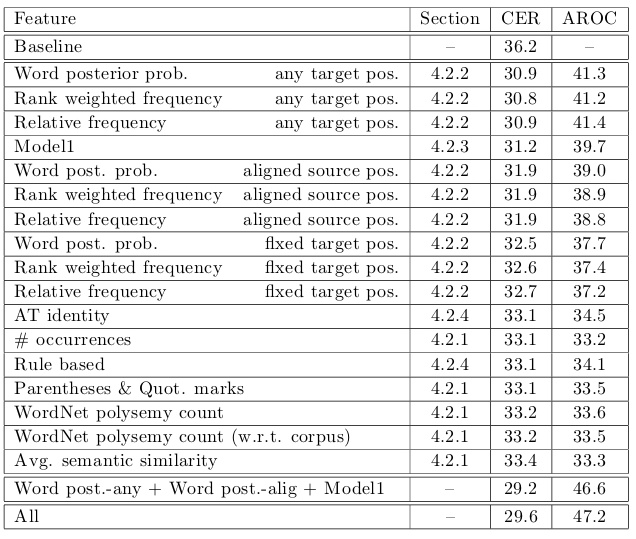 Feature Section CER AROC
Baseline – 36.2 –
Word posterior prob. any target pos. 4.2.2 30.9 41.3
Rank weighted frequency any target pos. 4.2.2 30.8 41.2
Relative frequency any target pos. 4.2.2 30.9 41.4
Model1 4.2.3 31.2 39.7
Word post. prob. aligned source pos. 4.2.2 31.9 39.0
Rank weighted frequency aligned source pos. 4.2.2 31.9 38.9
Relative frequency aligned source pos. 4.2.2 31.9 38.8
Word post. prob. fixed target pos. 4.2.2 32.5 37.7
Rank weighted frequency fixed target pos. 4.2.2 32.6 37.4
Relative frequency fixed target pos. 4.2.2 32.7 37.2
AT identity 4.2.4 33.1 34.5
# occurrences 4.2.1 33.1 33.2
Rule based 4.2.4 33.1 34.1
Parentheses & Quot. marks 4.2.1 33.1 33.5
WordNet polysemy count 4.2.1 33.2 33.6
WordNet polysemy count (w.r.t. corpus) 4.2.1 33.2 33.5
Avg. semantic similarity 4.2.1 33.4 33.3
Word post.-any + Word post.-alig + Model1 – 29.2 46.6
All – 29.6 47.2